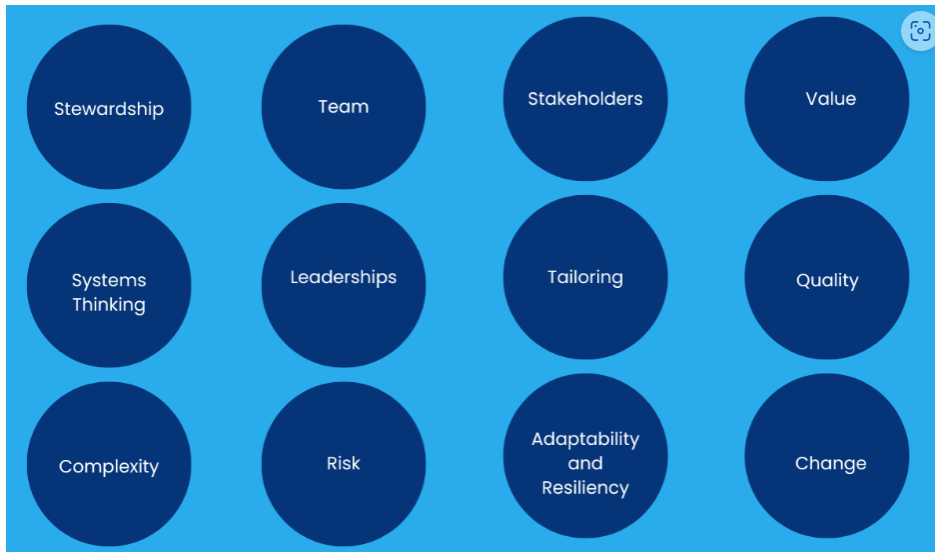 Stewardship
Team
Stakeholders
Value
Systems
Thinking
Leaderships
Tailoring
Quality
Complexity
Risk
Adaptability
and
Resiliency
Change